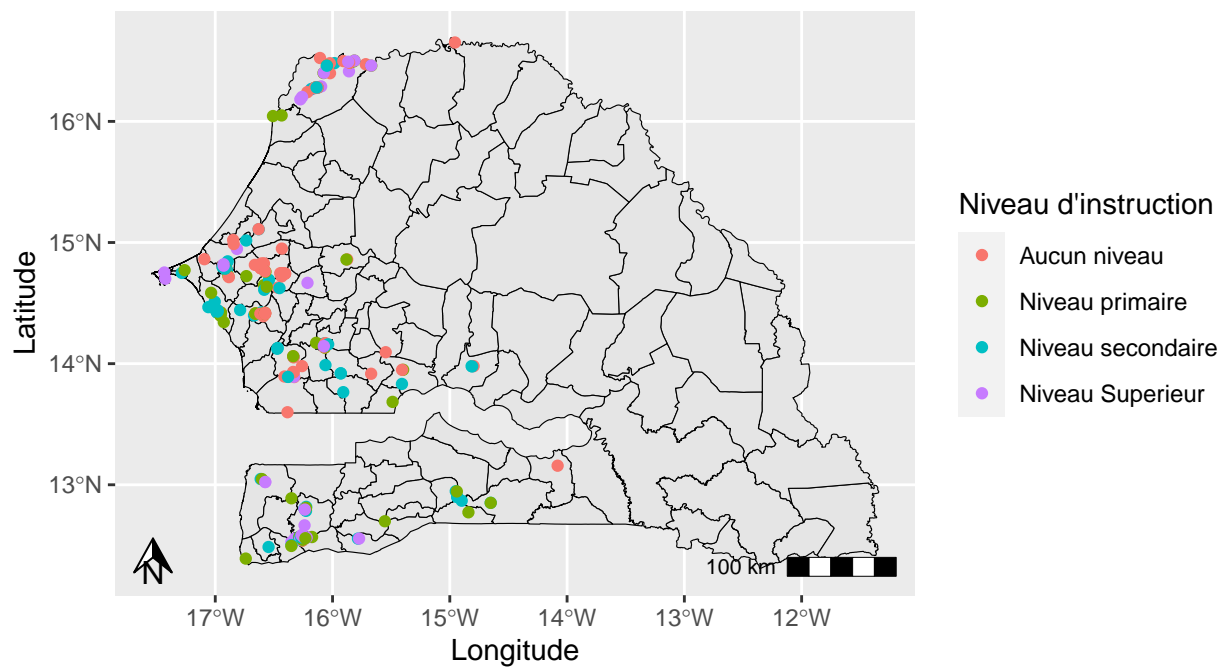 16°N
15°N
14°N
13°N
Latitude
N
100 km
17°W
16°W
15°W
14°W
13°W
12°W
Longitude
Niveau d'instruction
Aucun niveau
Niveau primaire
Niveau secondaire
Niveau Superieur